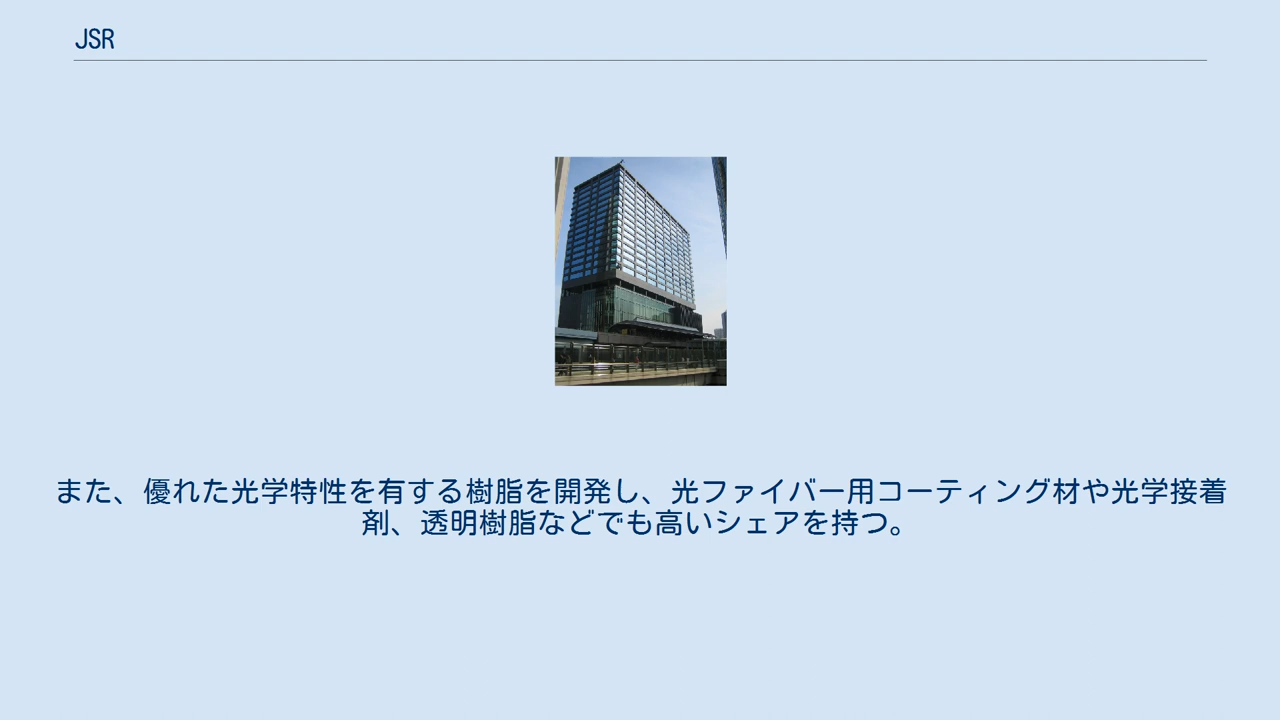 JSR
また、優れた光学特性を有する樹脂を開発し、光ファイバー用コーティング材や光学接着
剤、透明樹脂などでも高いシェアを持つ。